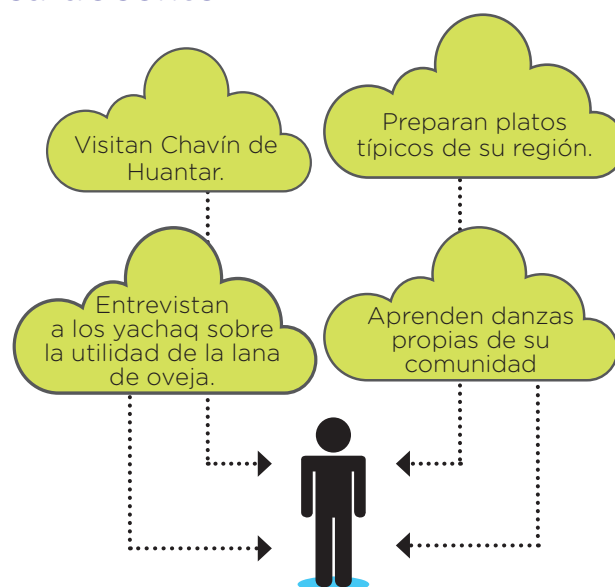 Visitan Chavín de
Huantar.
Preparan platos
típicos de su región.
Entrevistan
a los yachaq sobre
la utilidad de la lana
de oveja.
Aprenden danzas
propias de su
comunidad